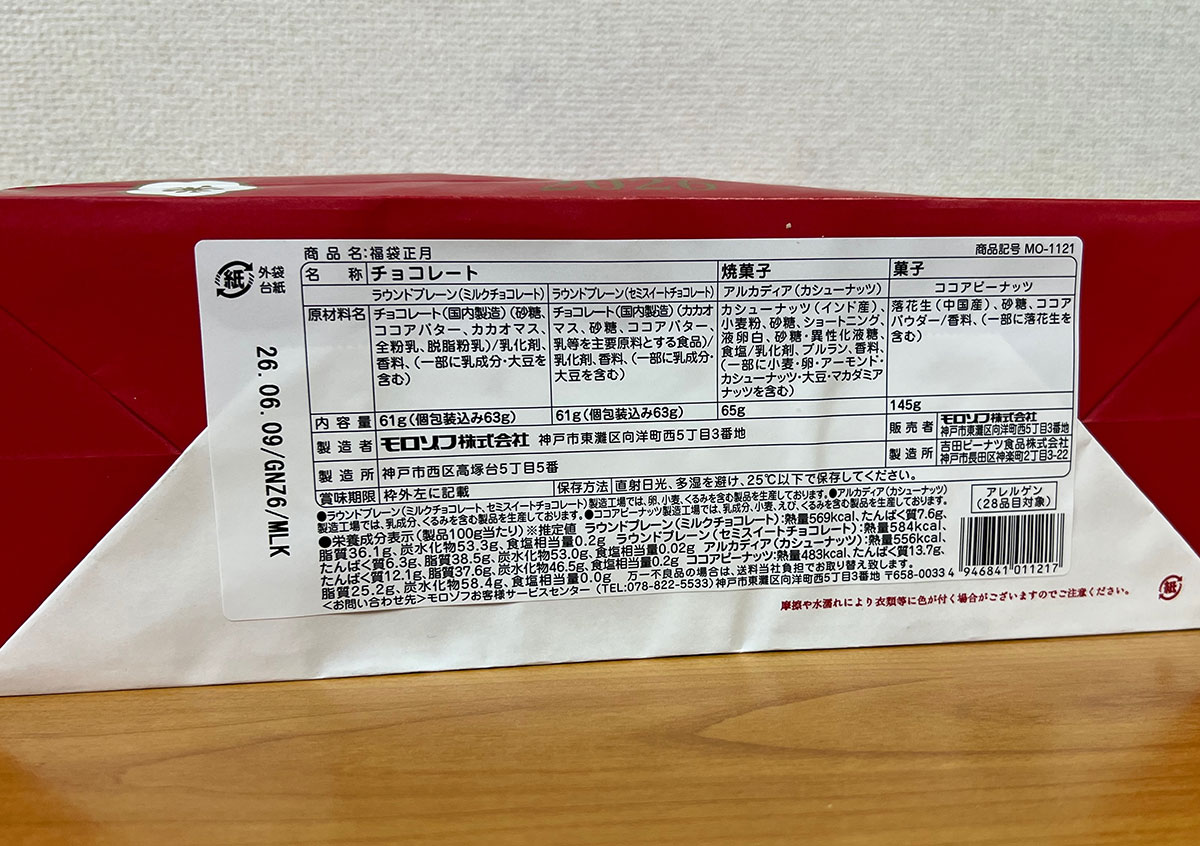 2026
商品名:福袋正月
商品記号 MO-1121
紙
外袋
台紙
名称
チョコレート
焼菓子
菓子
ラウンドプレーン(ミルクチョコレート)
ラウンドプレーン(セミスイートチョコレート)
アルカディア(カシューナッツ)
ココアピーナッツ
原材料名
チョコレート(国内製造)(砂糖、
ココアバター、カカオマス、
全粉乳、脱脂粉乳)/乳化剤、
香料、(一部に乳成分・大豆を
含む)
チョコレート(国内製造)(カカオ
マス、砂糖、ココアバター、
乳等を主要原料とする食品)/
乳化剤、香料、(一部に乳成分・
大豆を含む)
カシューナッツ(インド産)、
小麦粉、砂糖、ショートニング、
液卵白、砂糖・異性化液糖、
食塩/乳化剤、プルラン、香料、
(一部に小麦・卵・アーモンド・
カシューナッツ・大豆・マカダミア
ナッツを含む)
落花生(中国産)、砂糖、ココア
パウダー/香料、(一部に落花生を
含む)
内容量
61g(個包装込み63g)
61g(個包装込み63g)
65g
145g
製造者
モロゾフ株式会社 神戸市東灘区向洋町西5丁目3番地
販売者
モロゾフ株式会社
神戸市東灘区向洋町西5丁目3番地
製造所
神戸市西区高塚台5丁目5番
製造所
吉田ピーナツ食品株式会社
神戸市長田区神楽町2丁目3-22
賞味期限
枠外左に記載
保存方法
直射日光、多湿を避け、25℃以下で保存してください。
26. 06. 09/GNZ6/MLK
●ラウンドプレーン(ミルクチョコレート、セミスイートチョコレート)製造工場では、卵、小麦、くるみを含む製品を生産しております。●アルカディア(カシューナッツ)
製造工場では、乳成分、くるみを含む製品を生産しております。●ココアピーナッツ製造工場では、乳成分、小麦、えび、くるみを含む製品を生産しております。
●栄養成分表示(製品100g当たり)※推定値 ラウンドプレーン(ミルクチョコレート):熱量569kcal、たんぱく質7.6g、
脂質36.1g、炭水化物53.3g、食塩相当量0.2g ラウンドプレーン(セミスイートチョコレート):熱量584kcal、
たんぱく質6.3g、脂質38.5g、炭水化物53.0g、食塩相当量0.02g アルカディア(カシューナッツ):熱量556kcal、
たんぱく質12.1g、脂質37.6g、炭水化物46.5g、食塩相当量0.2g ココアピーナッツ:熱量483kcal、たんぱく質13.7g、
脂質25.2g、炭水化物58.4g、食塩相当量0.0g 万一不良品の場合は、送料当社負担でお取り替え致します。
<お問い合わせ先>モロゾフお客様サービスセンター (TEL:078-822-5533)神戸市東灘区向洋町西5丁目3番地 〒658-0033
アレルゲン
(28品目対象)
4 946841 011217
摩擦や水濡れにより衣類等に色が付く場合がございますのでご注意ください。
紙